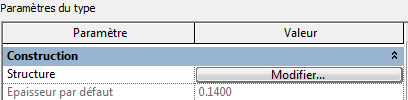 Paramètres du type
Paramètre Valeur
Construction
Structure Modifier...
Epaisseur par défaut 0.1400